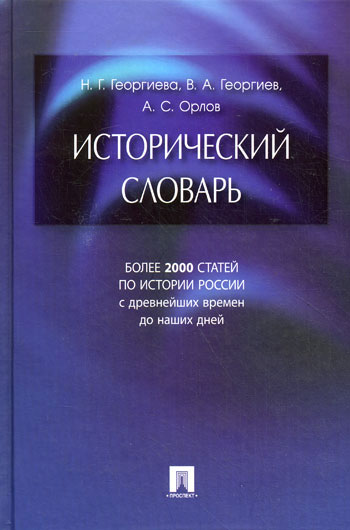 Н. Г. Георгиева, В. А. Георгиев,
А. С. Орлов
ИСТОРИЧЕСКИЙ
СЛОВАРЬ
БОЛЕЕ 2000 СТАТЕЙ
ПО ИСТОРИИ РОССИИ
с древнейших времен
до наших дней
• ПРОСПЕКТ •